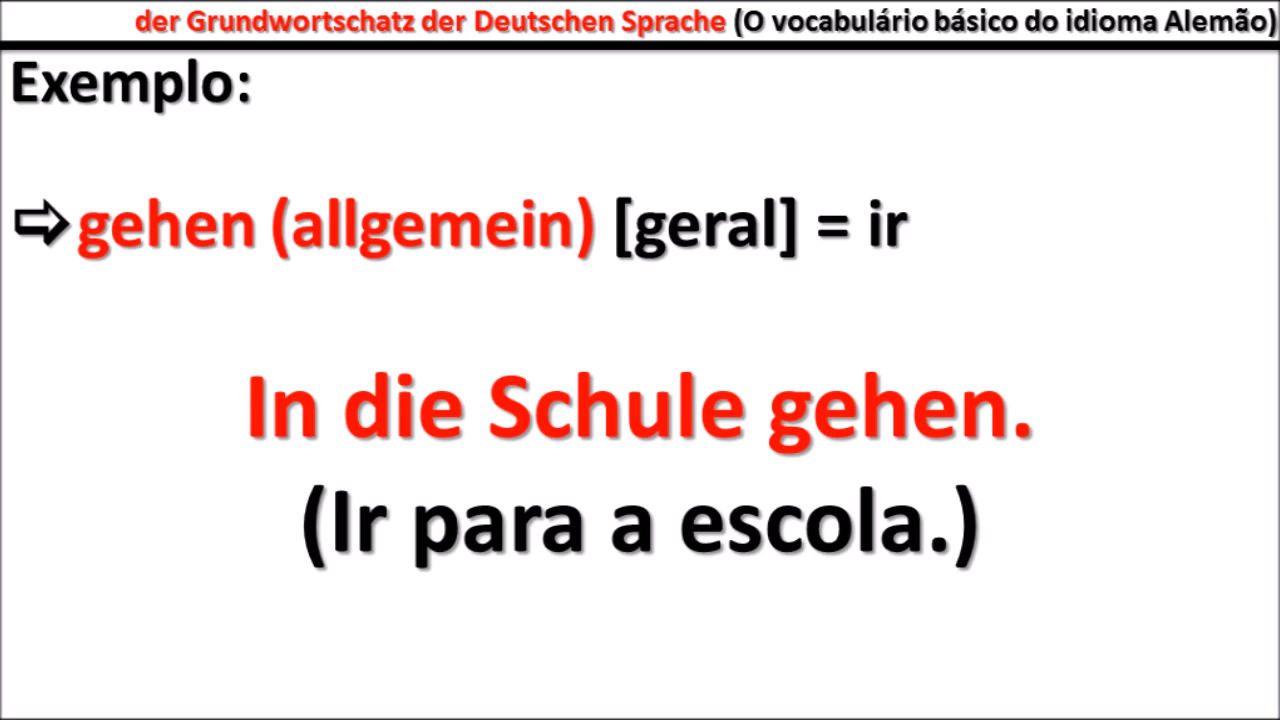 der Grundwortschatz der Deutschen Sprache (O vocabulário básico do idioma Alemão)
Exemplo:
⇨gehen (allgemein) [geral] = ir
In die Schule gehen.
(Ir para a escola.)